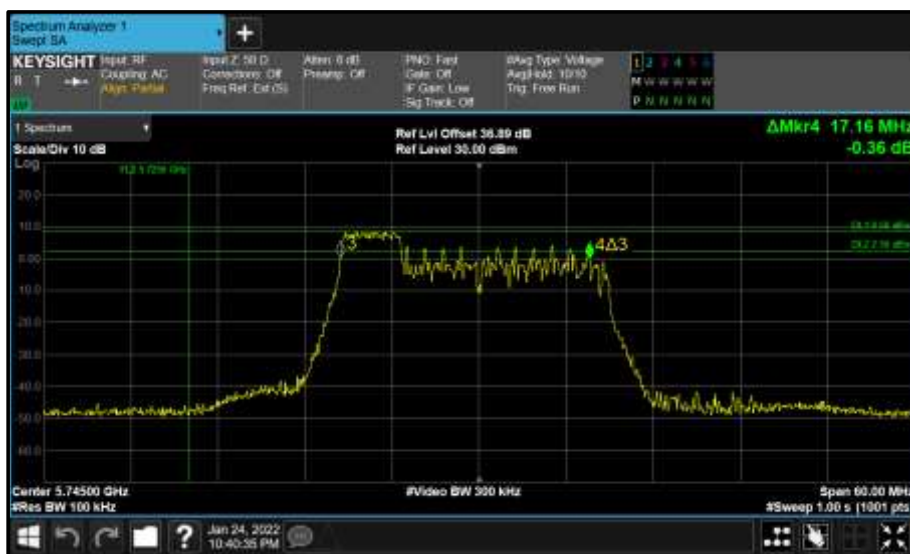 Spectrum Analyzer 1
Swept SA
+
KEYSIGHT Input: RF
R T Coupling: AC
Align: Partial
Input Z: 50 Ω
Corrections: Off
Freq Ref: Ext (S)
Atten: 6 dB
Preamp: Off
PNO: Fast
Gate: Off
IF Gain: Low
Sig Track: Off
#Avg Type: Voltage
Avg|Hold: 10/10
Trig: Free Run
1 2 3 4 5 6
M W W W W W
P N N N N N
1 Spectrum
Scale/Div 10 dB
Ref Lvl Offset 36.89 dB
Ref Level 30.00 dBm
ΔMkr4 17.16 MHz
-0.36 dB
Log
20.0
10.0
0.00
3
4Δ3
-10.0
-20.0
-30.0
-40.0
-50.0
-60.0
Center 5.74500 GHz
#Res BW 100 kHz
#Video BW 300 kHz
Span 60.00 MHz
#Sweep 1.00 s (1001 pts
?
Jan 24, 2022
10:40:35 PM